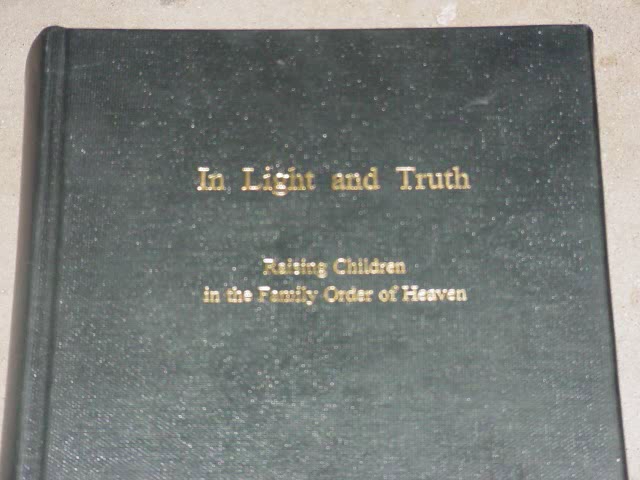 In Light and Truth
Raising Children
in the Family Order of Heaven